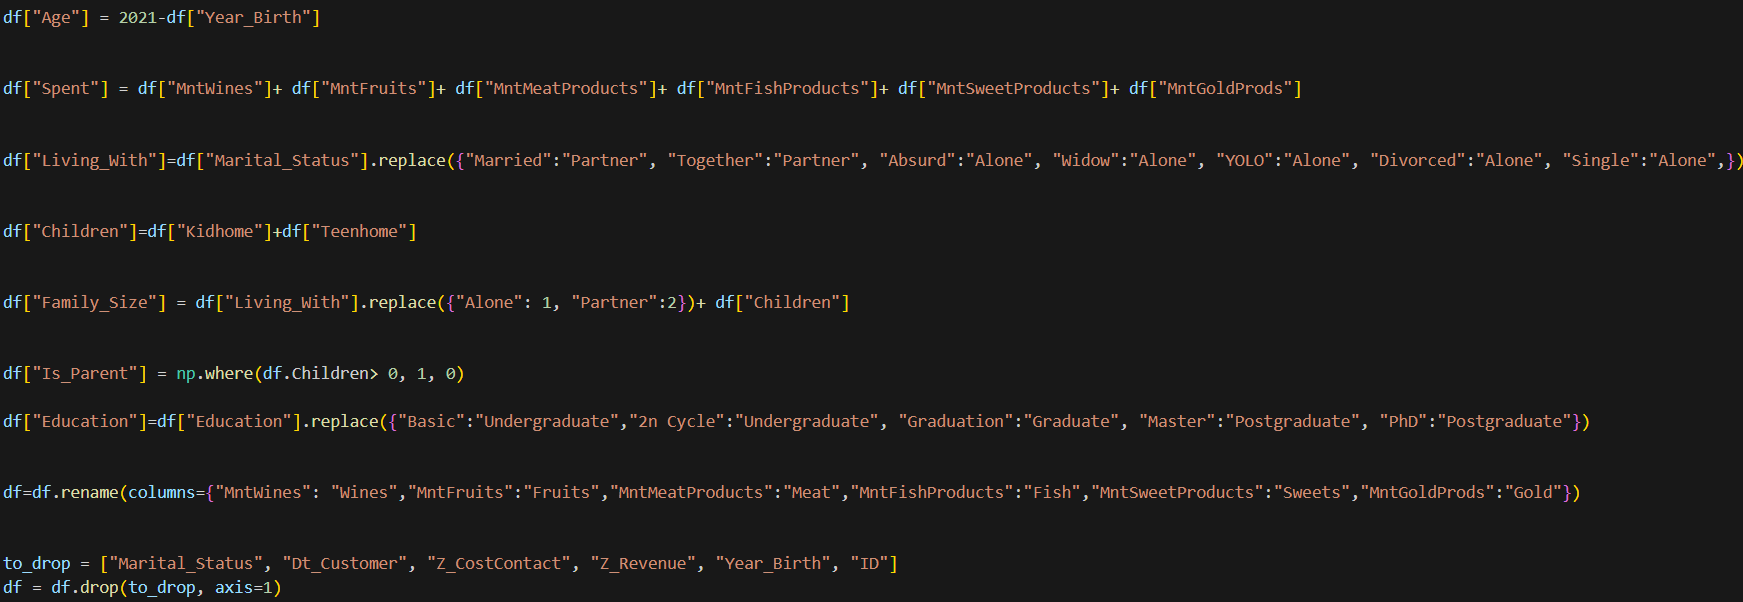 df["Age"] = 2021-df["Year_Birth"]
df["Spent"] = df["MntWines"]+ df["MntFruits"]+ df["MntMeatProducts"]+ df["MntFishProducts"]+ df["MntSweetProducts"]+ df["MntGoldProds"]
df["Living_With"]=df["Marital_Status"].replace({"Married":"Partner", "Together":"Partner", "Absurd":"Alone", "Widow":"Alone", "YOLO":"Alone", "Divorced":"Alone", "Single":"Alone",})
df["Children"]=df["Kidhome"]+df["Teenhome"]
df["Family_Size"] = df["Living_With"].replace({"Alone": 1, "Partner":2})+ df["Children"]
df["Is_Parent"] = np.where(df.Children> 0, 1, 0)
df["Education"]=df["Education"].replace({"Basic":"Undergraduate","2n Cycle":"Undergraduate", "Graduation":"Graduate", "Master":"Postgraduate", "PhD":"Postgraduate"})
df=df.rename(columns={"MntWines": "Wines","MntFruits":"Fruits","MntMeatProducts":"Meat","MntFishProducts":"Fish","MntSweetProducts":"Sweets","MntGoldProds":"Gold"})
to_drop = ["Marital_Status", "Dt_Customer", "Z_CostContact", "Z_Revenue", "Year_Birth", "ID"]
df = df.drop(to_drop, axis=1)